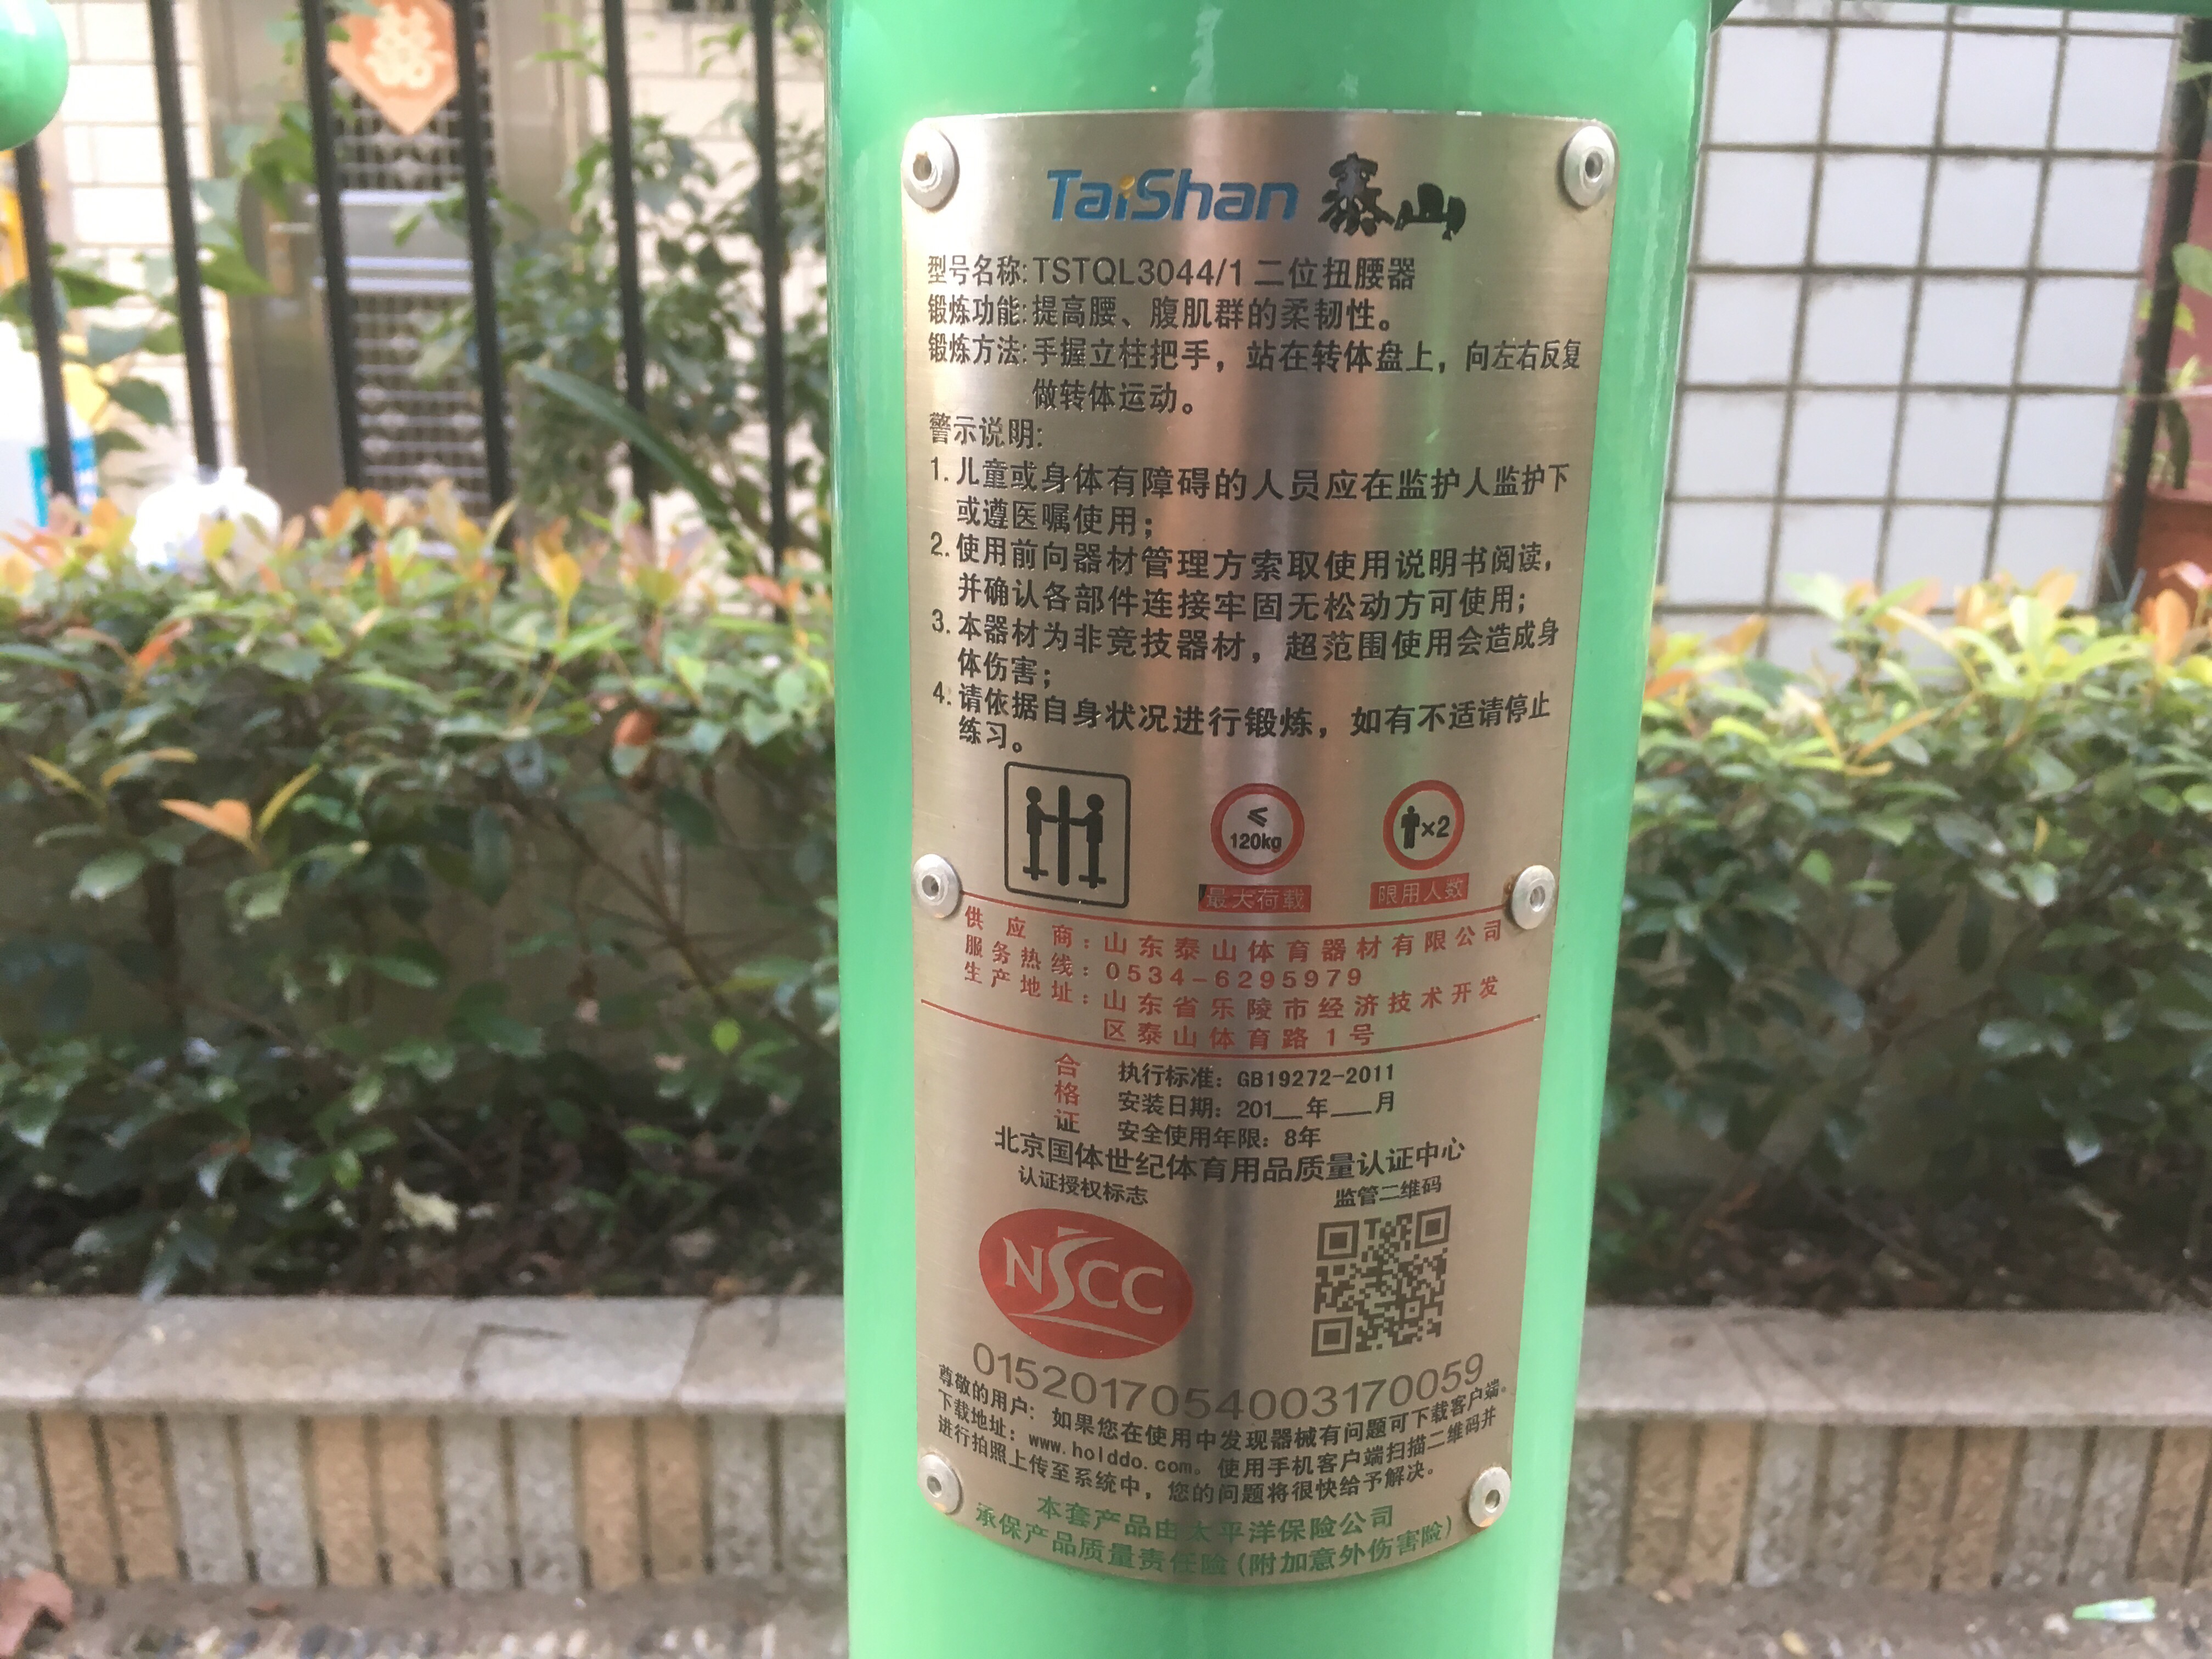 TaiShan 泰山
型号名称:TSTQL3044/1 二位扭腰器
锻炼功能:提高腰、腹肌群的柔韧性。
锻炼方法:手握立柱把手，站在转体盘上，向左右反复
做转体运动。
警示说明:
1.儿童或身体有障碍的人员应在监护人监护下
或遵医嘱使用；
2.使用前向器材管理方索取使用说明书阅读，
并确认各部件连接牢固无松动方可使用；
3.本器材为非竞技器材，超范围使用会造成身
体伤害；
4.请依据自身状况进行锻炼，如有不适请停止
练习。
≤
120kg
×2
最大荷载
限用人数
供应商：山东泰山体育器材有限公司
服务热线：0534-6295979
生产地址：山东省乐陵市经济技术开发
区泰山体育路1号
合格证
执行标准：GB19272-2011
安装日期：201__年___月
安全使用年限：8年
北京国体世纪体育用品质量认证中心
认证授权标志
监管二维码
NSCC
0152017054003170059
尊敬的用户：如果您在使用中发现器械有问题可下载客户端。
下载地址：www.holddo.com。使用手机客户端扫描二维码并
进行拍照上传至系统中，您的问题将很快给予解决。
本套产品由太平洋保险公司
承保产品质量责任险(附加意外伤害险)